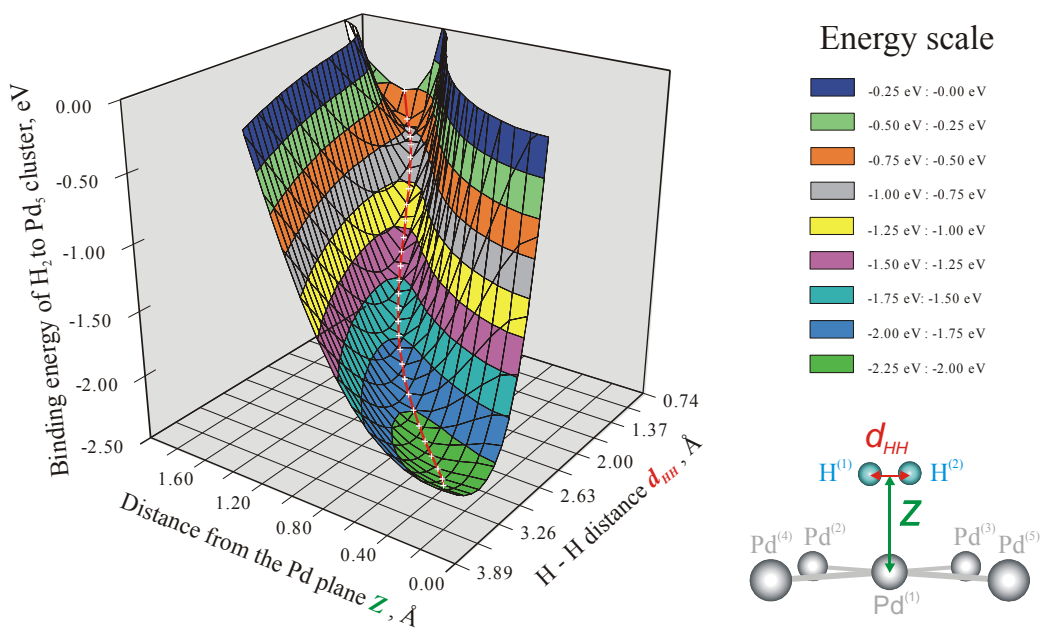 Energy scale
-0.25 eV : -0.00 eV
-0.50 eV : -0.25 eV
-0.75 eV : -0.50 eV
-1.00 eV : -0.75 eV
-1.25 eV : -1.00 eV
-1.50 eV : -1.25 eV
-1.75 eV: -1.50 eV
-2.00 eV : -1.75 eV
-2.25 eV : -2.00 eV
Binding energy of H₂ to Pd₅ cluster, eV
0.00
-0.50
-1.00
-1.50
-2.00
-2.50
1.60
1.20
0.80
0.40
0.00
Distance from the Pd plane Z , Å
0.74
1.37
2.00
2.63
3.26
3.89
H - H distance d_HH , Å
d_HH
H⁽¹⁾
H⁽²⁾
Z
Pd⁽⁴⁾
Pd⁽²⁾
Pd⁽³⁾
Pd⁽⁵⁾
Pd⁽¹⁾